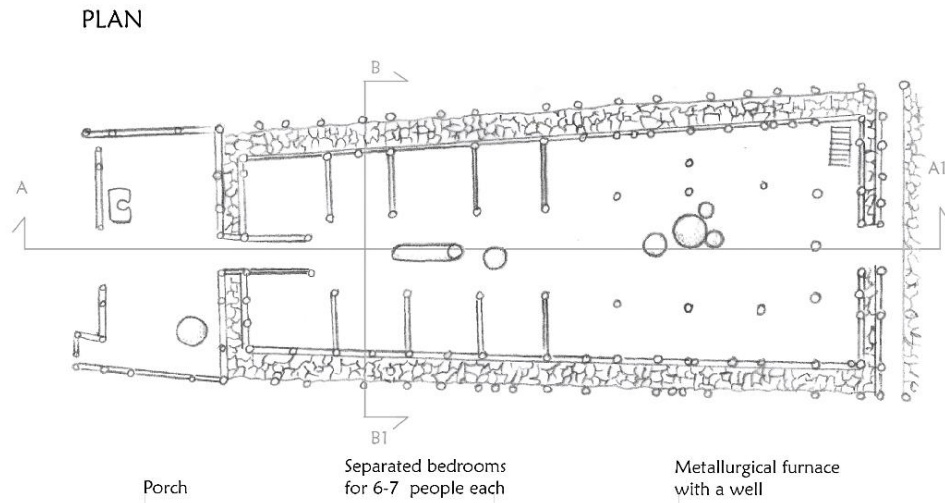 PLAN
B
A
A1
B1
Porch
Separated bedrooms
for 6-7 people each
Metallurgical furnace
with a well